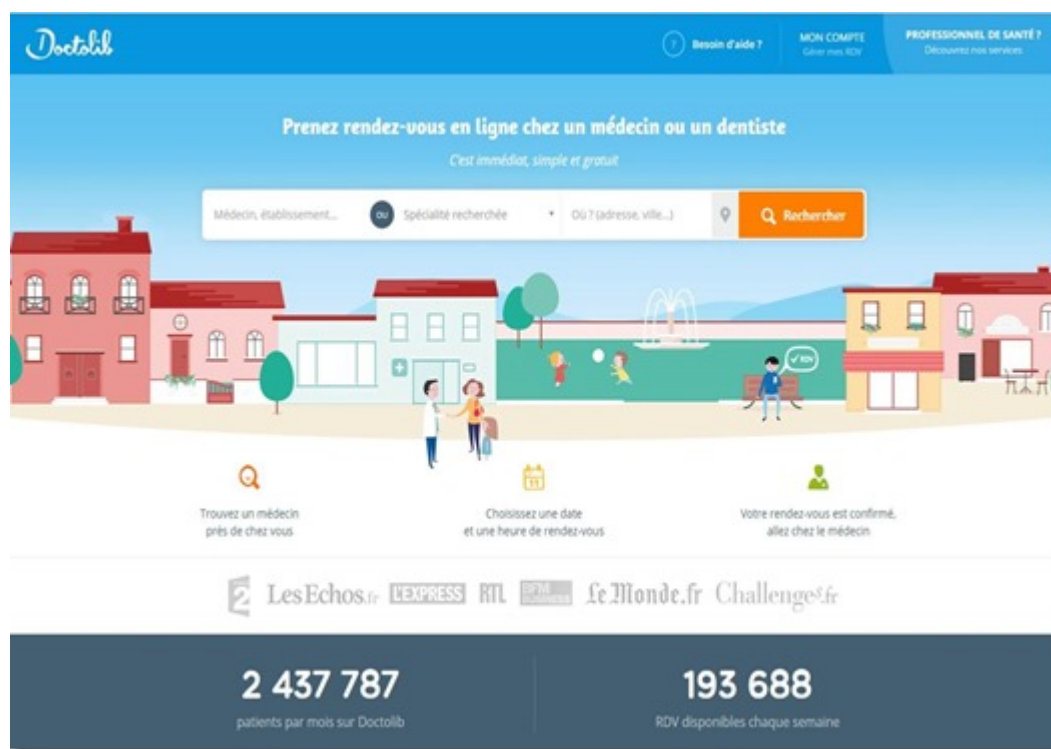 Doctolib
? Besoin d'aide ?
MON COMPTE
Gérer mes RDV
PROFESSIONNEL DE SANTÉ ?
Découvrez nos services
Prenez rendez-vous en ligne chez un médecin ou un dentiste
C'est immédiat, simple et gratuit
Médecin, établissement... OU Spécialité recherchée Où ? (adresse, ville...) Rechercher
✓ RDV
11
Trouvez un médecin
près de chez vous
Choisissez une date
et une heure de rendez-vous
Votre rendez-vous est confirmé,
allez chez le médecin
2 LesEchos.fr L'EXPRESS RTL BFM BUSINESS Le Monde.fr Challenges.fr
2 437 787
patients par mois sur Doctolib
193 688
RDV disponibles chaque semaine